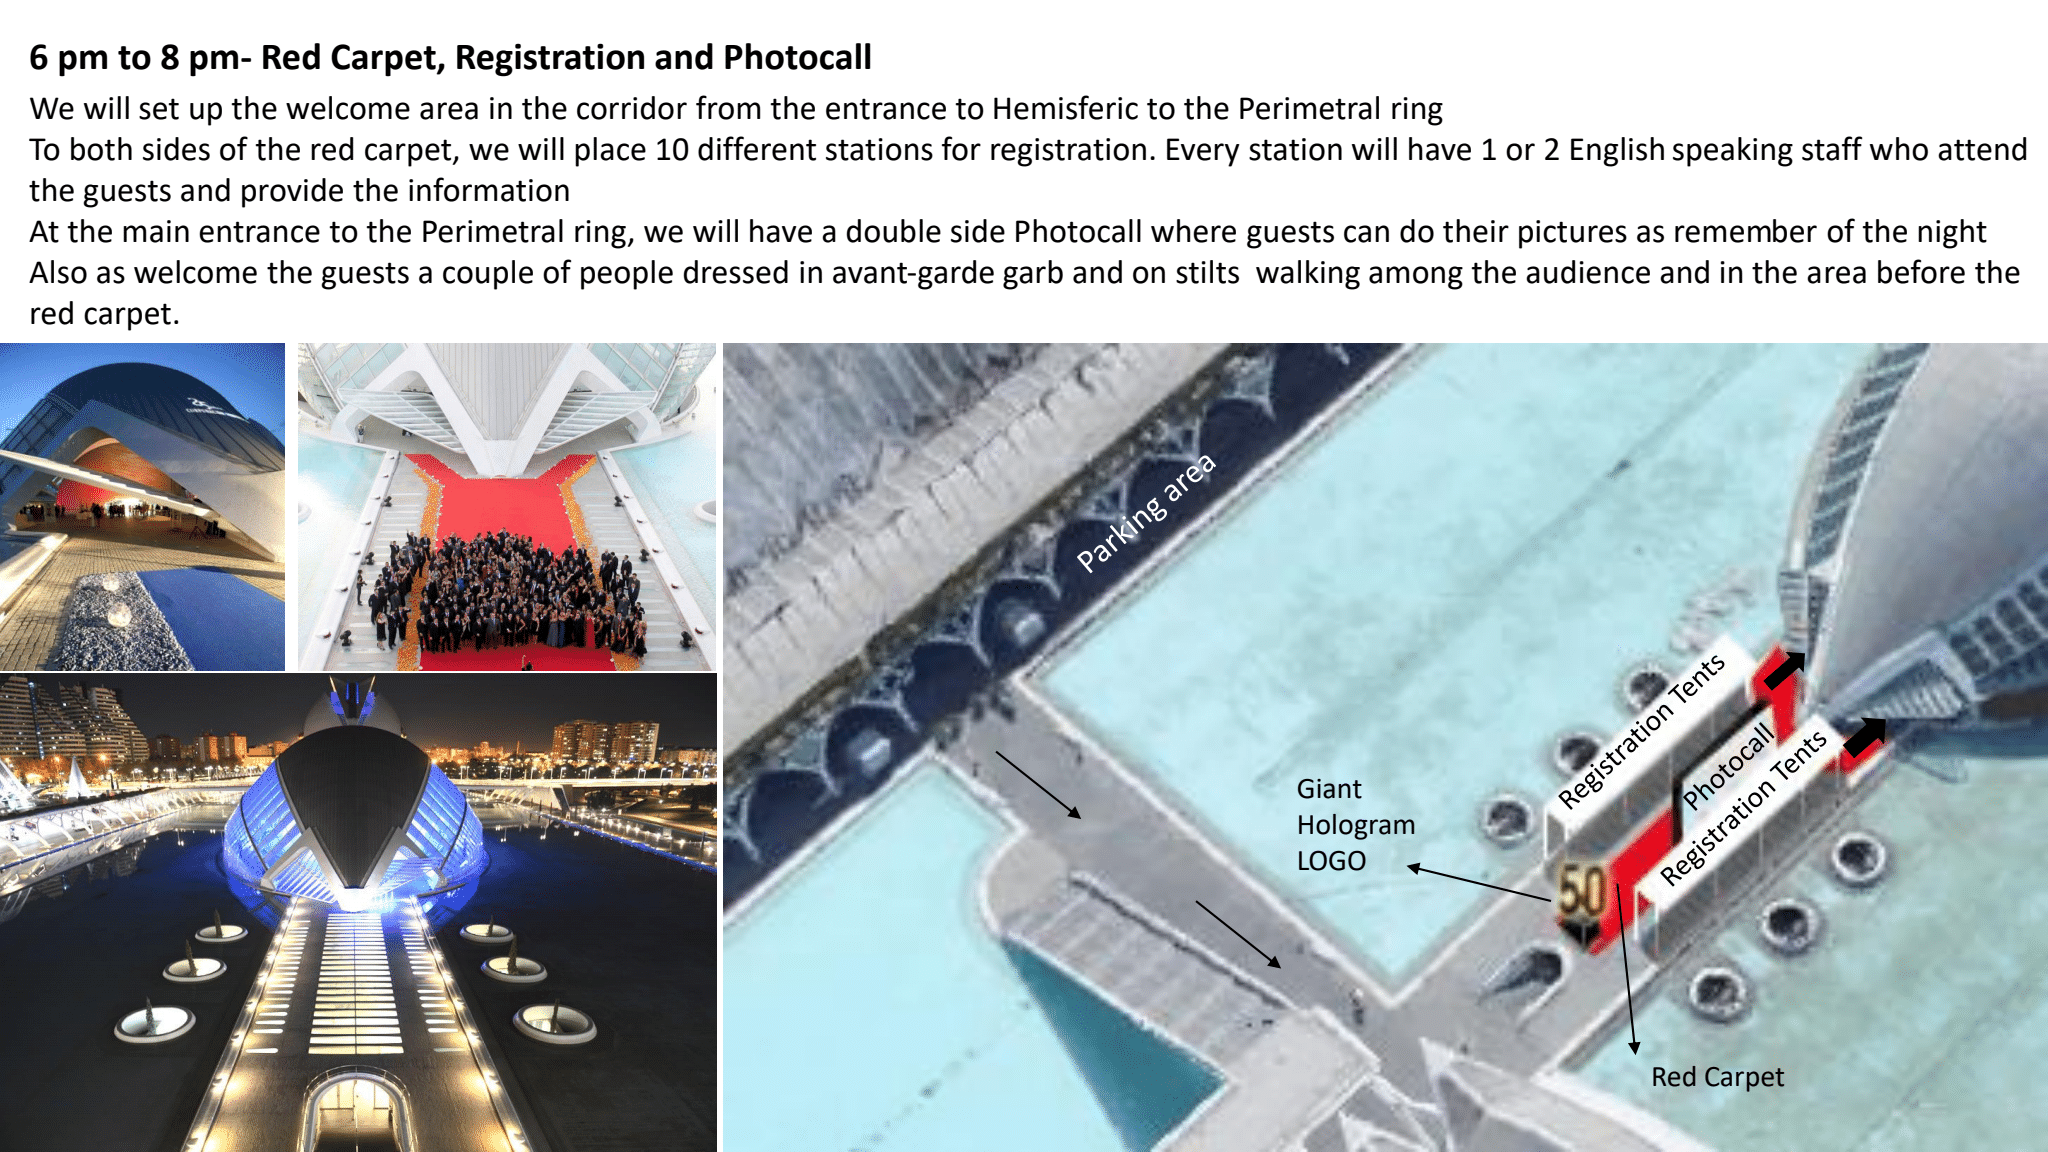 6 pm to 8 pm- Red Carpet, Registration and Photocall
We will set up the welcome area in the corridor from the entrance to Hemisferic to the Perimetral ring
To both sides of the red carpet, we will place 10 different stations for registration. Every station will have 1 or 2 English speaking staff who attend
the guests and provide the information
At the main entrance to the Perimetral ring, we will have a double side Photocall where guests can do their pictures as remember of the night
Also as welcome the guests a couple of people dressed in avant-garde garb and on stilts  walking among the audience and in the area before the
red carpet.
Parking area
Registration Tents
Photocall
Registration Tents
Giant
Hologram
LOGO
50
Red Carpet